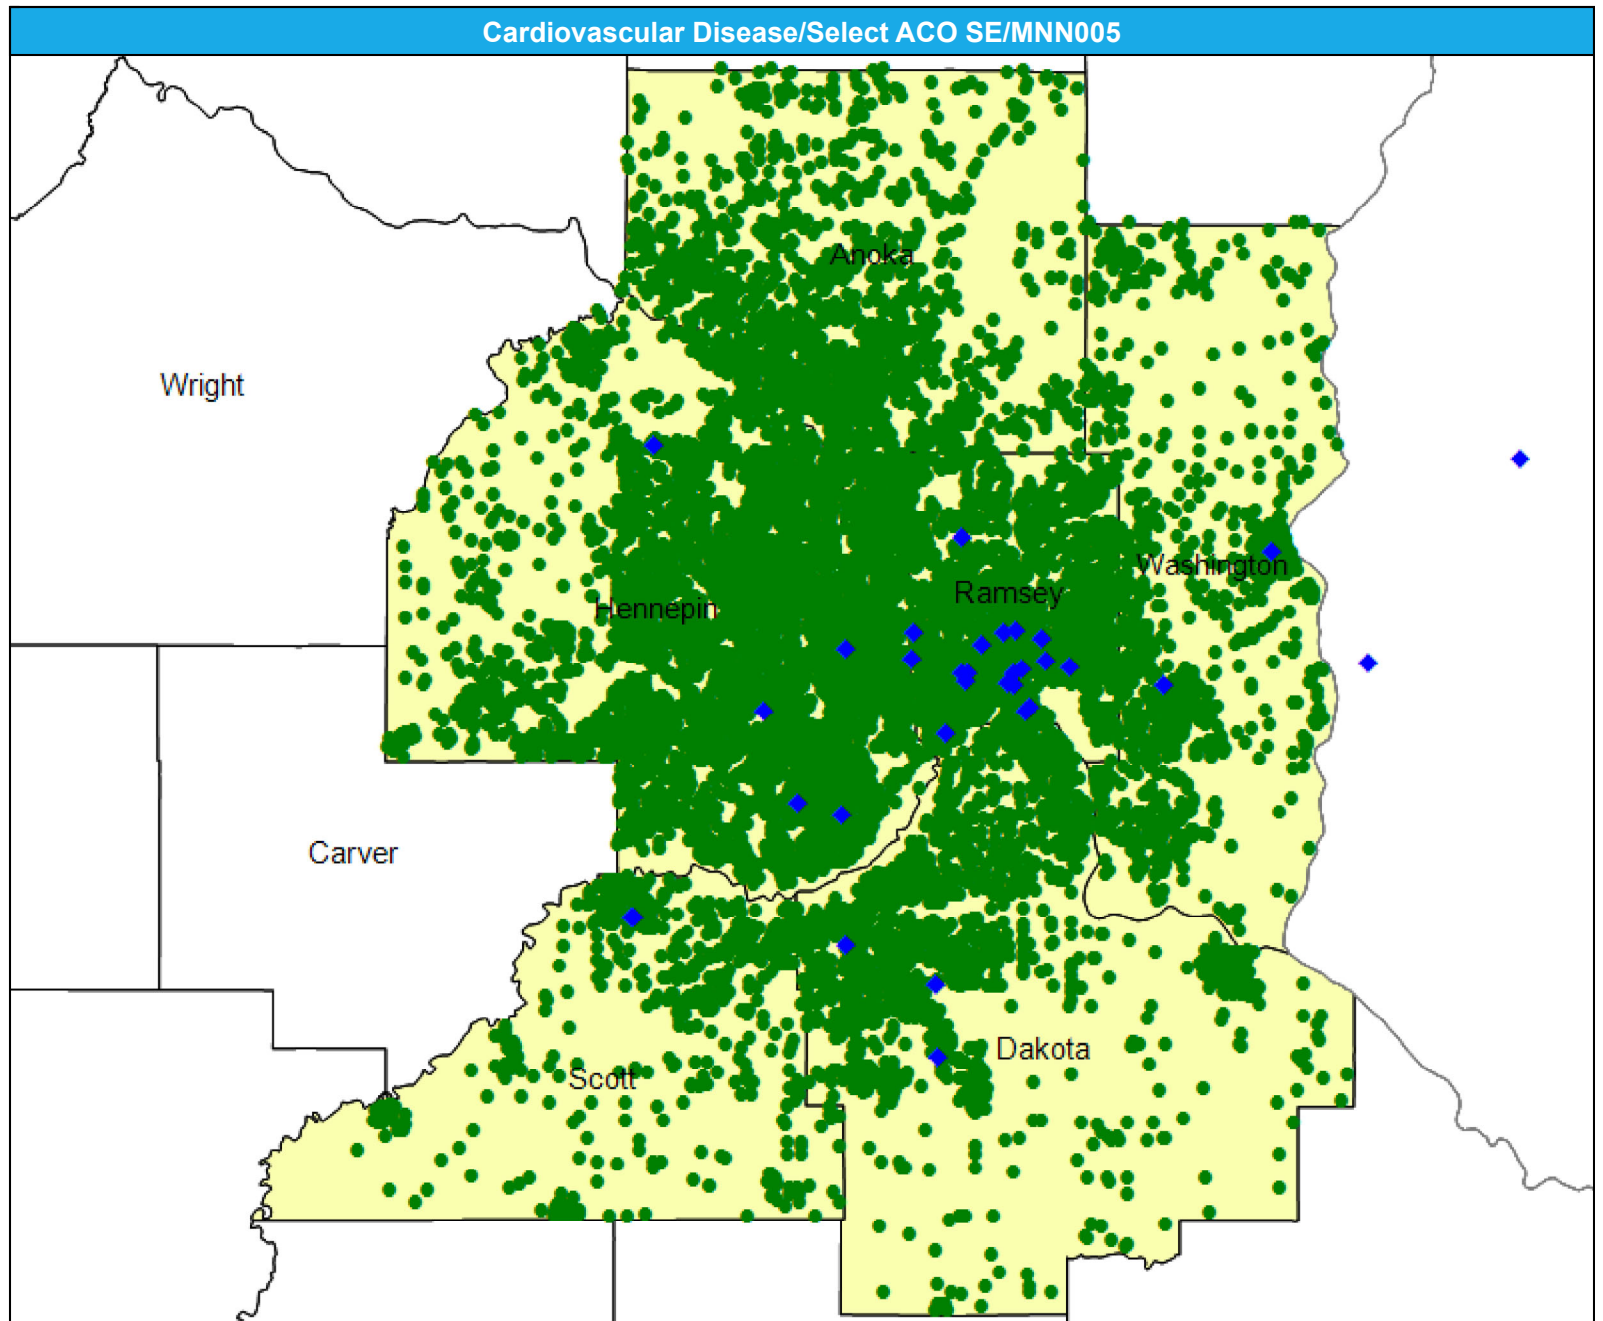 Cardiovascular Disease/Select ACO SE/MNN005
Anoka
Wright
Washington
Ramsey
Hennepin
Carver
Dakota
Scott